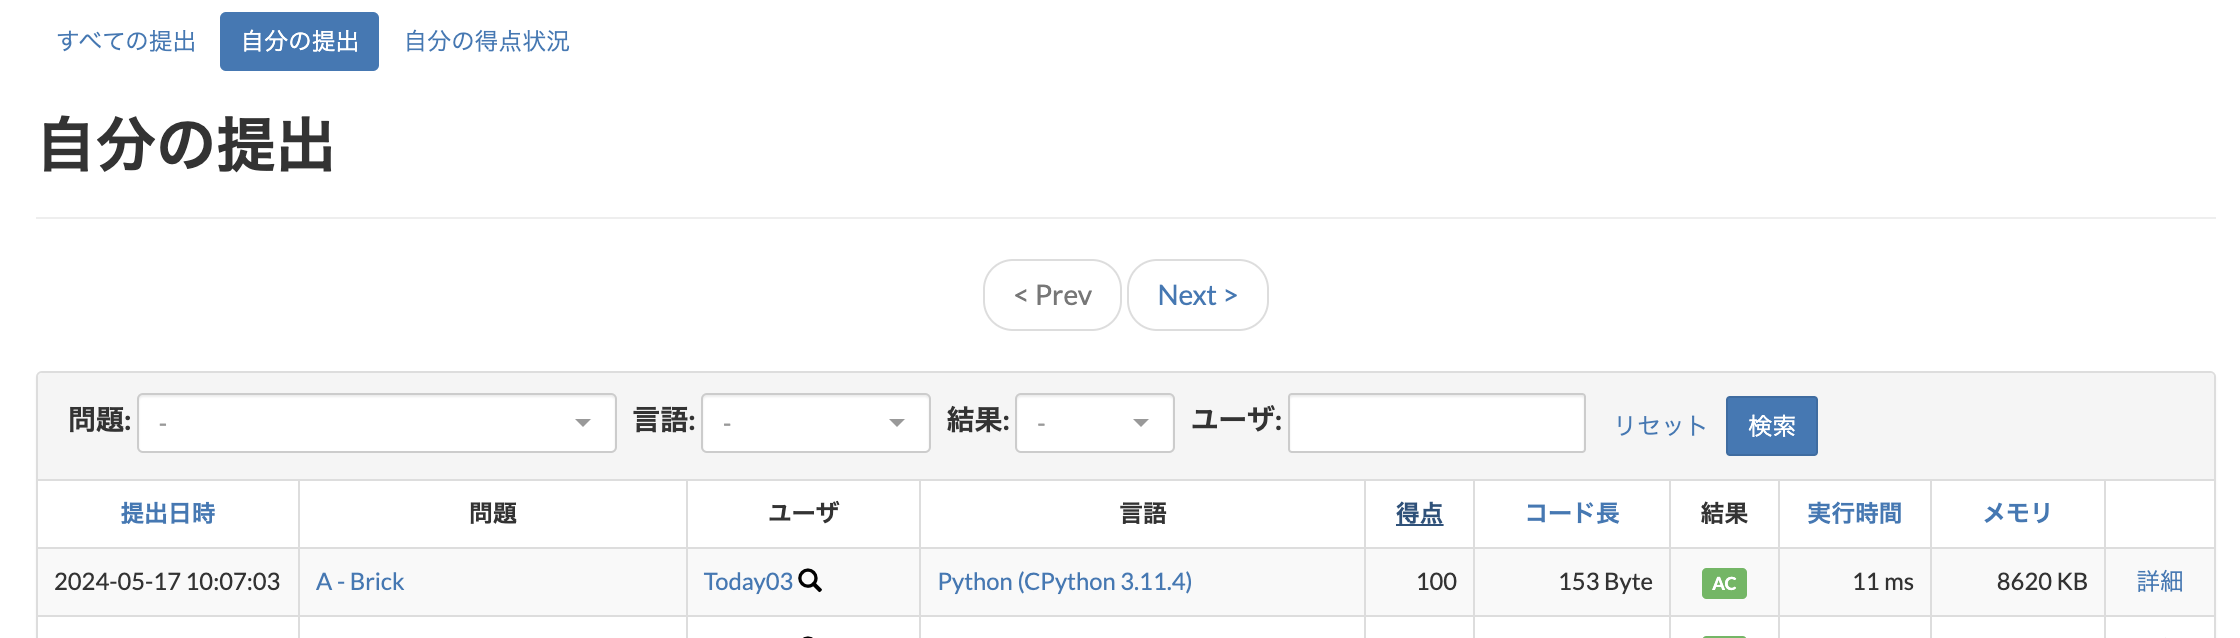 すべての提出 自分の提出 自分の得点状況
自分の提出
< Prev Next >
問題: - 言語: - 結果: - ユーザ: リセット 検索
提出日時 問題 ユーザ 言語 得点 コード長 結果 実行時間 メモリ
2024-05-17 10:07:03 A - Brick Today03 Python (CPython 3.11.4) 100 153 Byte AC 11 ms 8620 KB 詳細